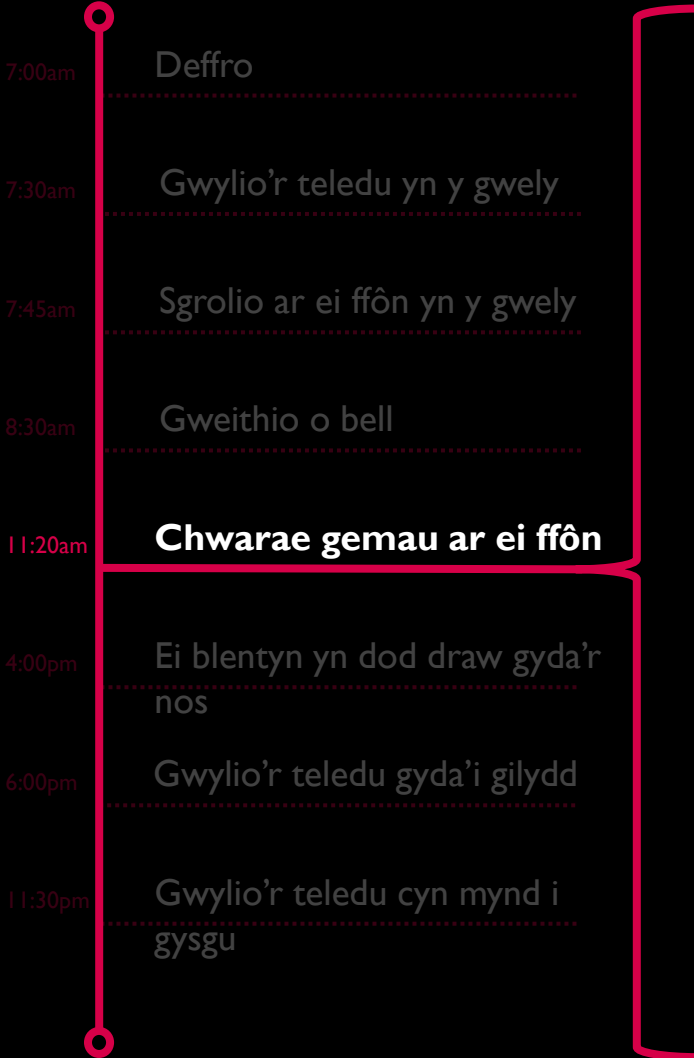 7:00am Deffro
7:30am Gwylio’r teledu yn y gwely
7:45am Sgrolio ar ei ffôn yn y gwely
8:30am Gweithio o bell
11:20am Chwarae gemau ar ei ffôn
4:00pm Ei blentyn yn dod draw gyda’r
nos
6:00pm Gwylio’r teledu gyda’i gilydd
11:30pm Gwylio’r teledu cyn mynd i
gysgu